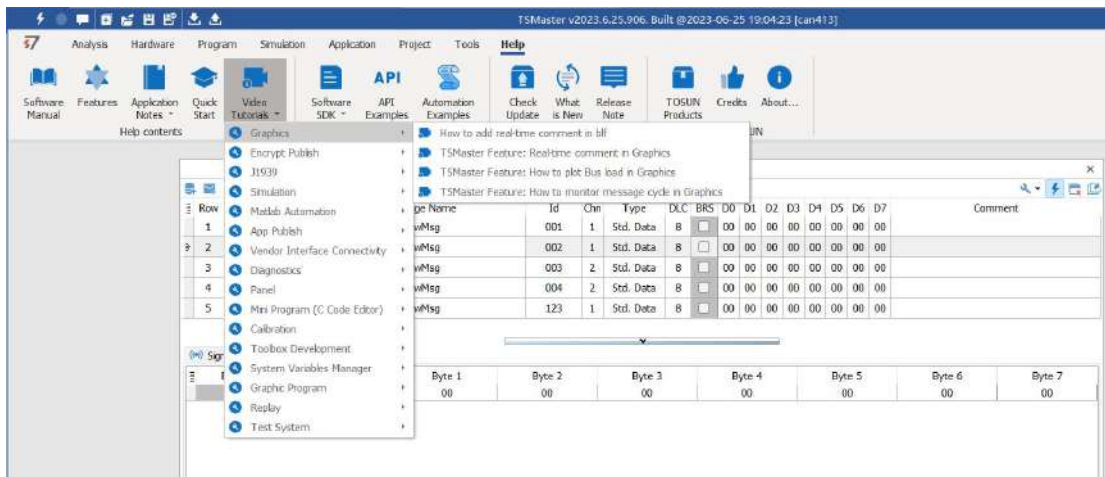 TSMaster v2023.6.25.906. Built @2023-06-25 19:04:23 [can413]
Analysis Hardware Program Simulation Application Project Tools Help
Software Manual
Features
Application Notes
Quick Start
Video Tutorials
Software SDK
API
API Examples
Automation Examples
Check Update
What is New
Release Note
TOSUN Products
Credits
About...
Help contents
UN
Graphics
Encrypt Publish
J1939
Simulation
Matlab Automation
App Publish
Vendor Interface Connectivity
Diagnostics
Panel
Mini Program (C Code Editor)
Calibration
Toolbox Development
System Variables Manager
Graphic Program
Replay
Test System
How to add real-time comment in blf
TSMaster Feature: Real-time comment in Graphics
TSMaster Feature: How to plot Bus load in Graphics
TSMaster Feature: How to monitor message cycle in Graphics
Row ge Name Id Chn Type DLC BRS D0 D1 D2 D3 D4 D5 D6 D7 Comment
1 wMsg 001 1 Std. Data 8 00 00 00 00 00 00 00 00
2 wMsg 002 1 Std. Data 8 00 00 00 00 00 00 00 00
3 wMsg 003 2 Std. Data 8 00 00 00 00 00 00 00 00
4 wMsg 004 2 Std. Data 8 00 00 00 00 00 00 00 00
5 wMsg 123 1 Std. Data 8 00 00 00 00 00 00 00 00
Sig
Byte 1 Byte 2 Byte 3 Byte 4 Byte 5 Byte 6 Byte 7
00 00 00 00 00 00 00